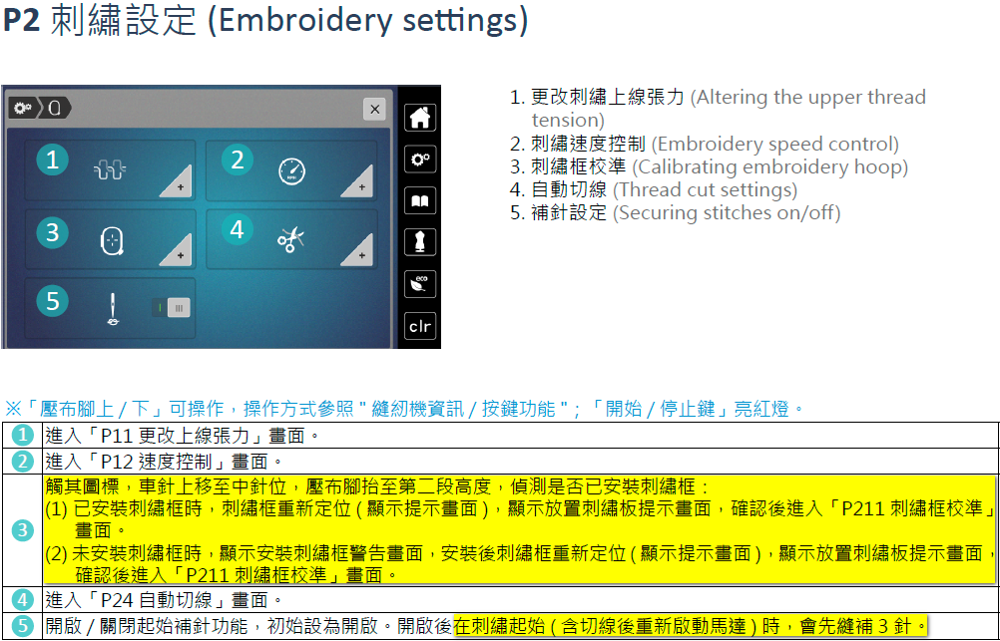 P2 刺繡設定 (Embroidery settings)
1. 更改刺繡上線張力 (Altering the upper thread
tension)
2. 刺繡速度控制 (Embroidery speed control)
3. 刺繡框校準 (Calibrating embroidery hoop)
4. 自動切線 (Thread cut settings)
5. 補針設定 (Securing stitches on/off)
1
2
3
4
5
eco
clr
※「壓布腳上 / 下」可操作，操作方式參照 " 縫紉機資訊 / 按鍵功能 "；「開始 / 停止鍵」亮紅燈。
1 進入「P11 更改上線張力」畫面。
2 進入「P12 速度控制」畫面。
3 觸其圖標，車針上移至中針位，壓布腳抬至第二段高度，偵測是否已安裝刺繡框：
(1) 已安裝刺繡框時，刺繡框重新定位 ( 顯示提示畫面 )，顯示放置刺繡板提示畫面，確認後進入「P211 刺繡框校準」
畫面。
(2) 未安裝刺繡框時，顯示安裝刺繡框警告畫面，安裝後刺繡框重新定位 ( 顯示提示畫面 )，顯示放置刺繡板提示畫面，
確認後進入「P211 刺繡框校準」畫面。
4 進入「P24 自動切線」畫面。
5 開啟 / 關閉起始補針功能，初始設為開啟。開啟後在刺繡起始 ( 含切線後重新啟動馬達 ) 時，會先縫補 3 針。